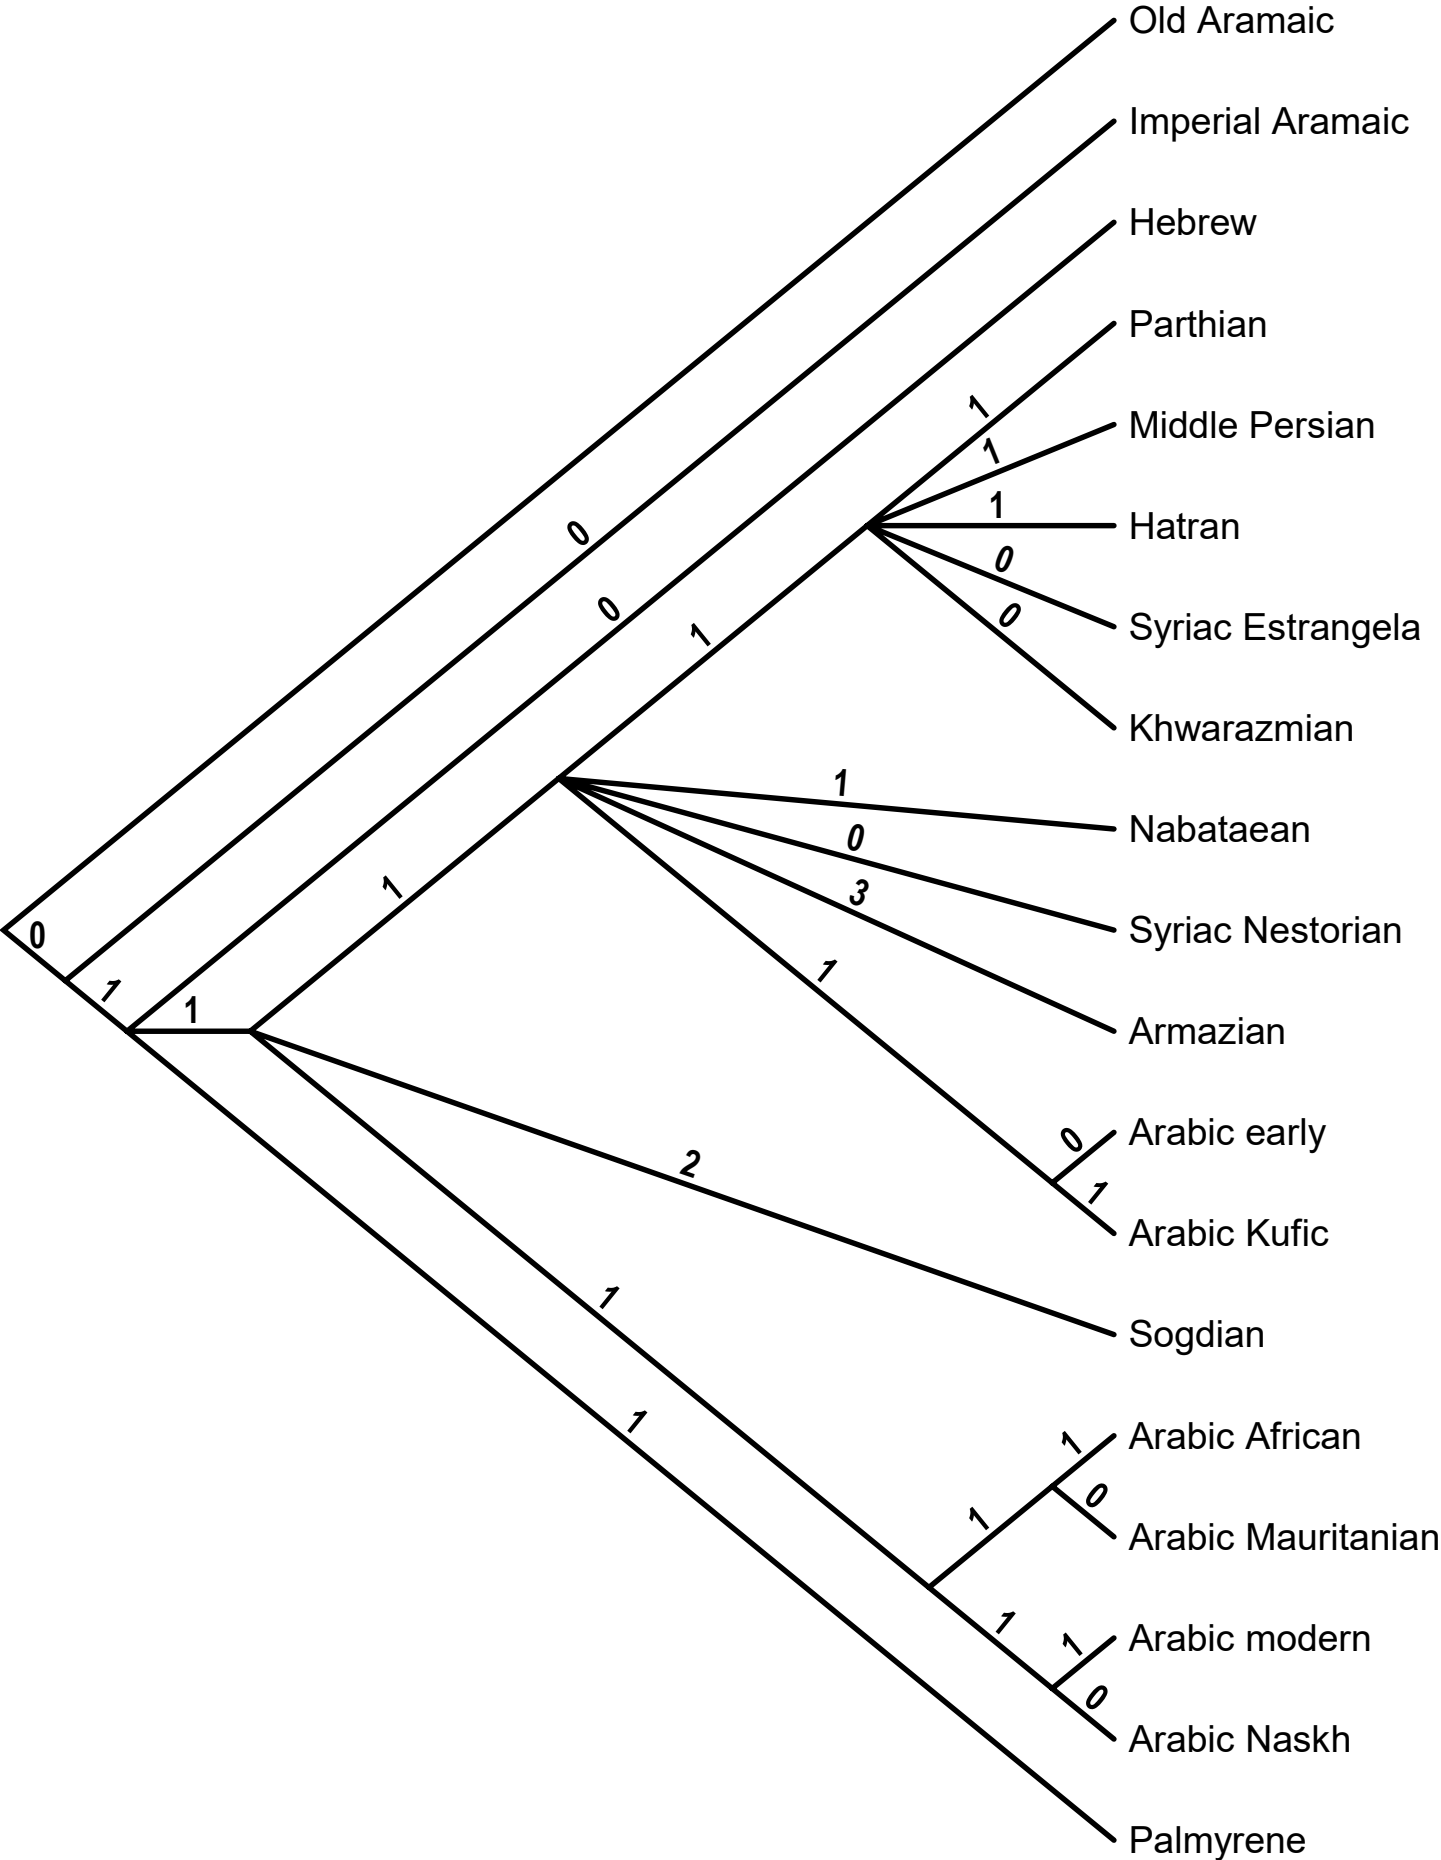 Old Aramaic
Imperial Aramaic
Hebrew
Parthian
1
Middle Persian
1
1
Hatran
0
0
0
Syriac Estrangela
0
0
1
Khwarazmian
1
Nabataean
0
1
3
Syriac Nestorian
0
1
1
1
Armazian
0
Arabic early
2
1
Arabic Kufic
1
Sogdian
1
1
Arabic African
0
1
Arabic Mauritanian
1
1
Arabic modern
0
Arabic Naskh
Palmyrene